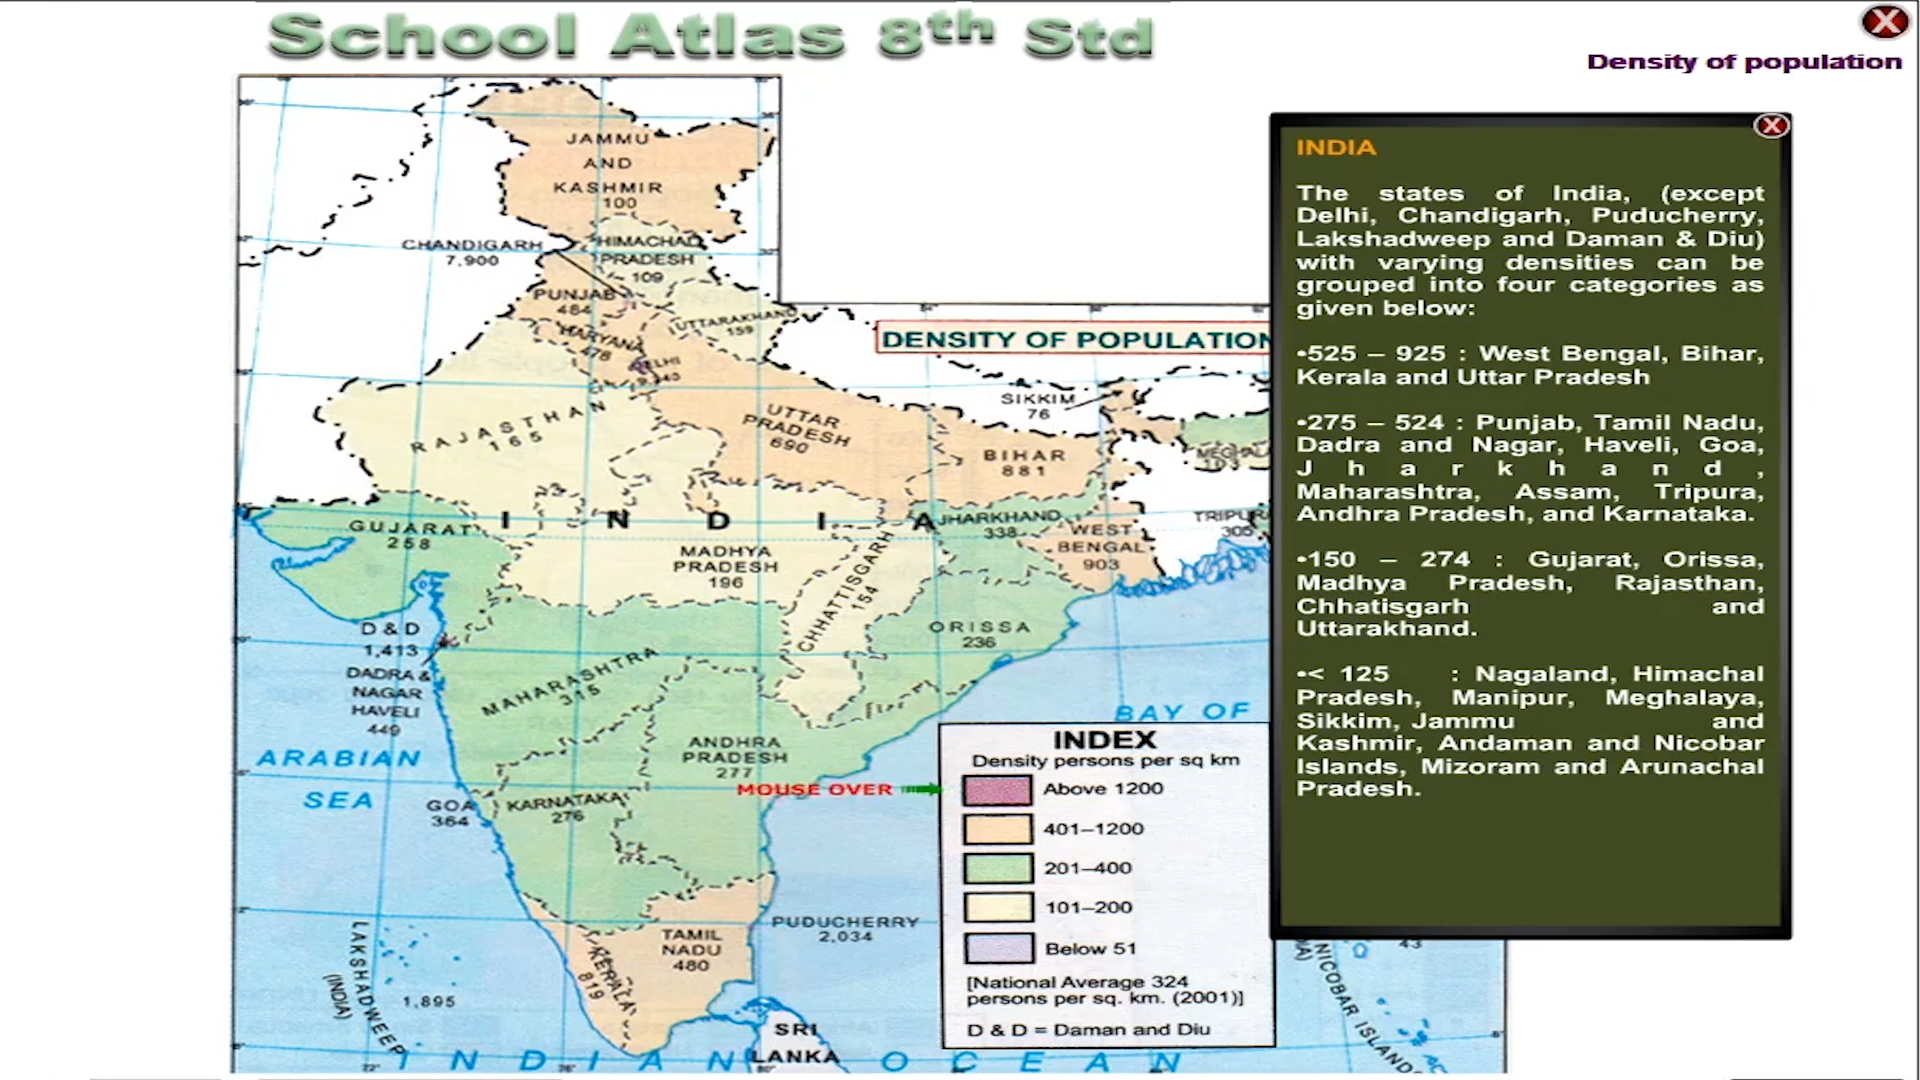 School Atlas 8th Std
Density of population
JAMMU
AND
KASHMIR
100
CHANDIGARH
7,900
HIMACHAD
PRADESH
109
PUNJAB
484
HARYANA
478
UTTARAKHAND
159
DENSITY OF POPULATION
SIKKIM
76
RAJASTHAN
165
UTTAR
PRADESH
690
BIHAR
881
INDIA
GUJARAT
258
JHARKHAND
338
WEST
BENGAL
903
MADHYA
PRADESH
196
CHHATTISGARH
154
ORISSA
236
D & D
1,413
DADRA &
NAGAR
HAVELI
449
MAHARASHTRA
315
ANDHRA
PRADESH
277
ARABIAN
SEA
BAY OF
GOA
364
KARNATAKA
276
MOUSE OVER
INDEX
Density persons per sq km
Above 1200
401–1200
201–400
101–200
Below 51
[National Average 324
persons per sq. km. (2001)]
D & D = Daman and Diu
PUDUCHERRY
2,034
TAMIL
NADU
480
KERALA
819
LAKSHADWEEP
(INDIA)
1,895
SRI
LANKA
INDIAN OCEAN
43
NICOBAR ISLANDS
INDIA
The states of India, (except
Delhi, Chandigarh, Puducherry,
Lakshadweep and Daman & Diu)
with varying densities can be
grouped into four categories as
given below:
•525 – 925 : West Bengal, Bihar,
Kerala and Uttar Pradesh
•275 – 524 : Punjab, Tamil Nadu,
Dadra and Nagar, Haveli, Goa,
Jharkhand,
Maharashtra, Assam, Tripura,
Andhra Pradesh, and Karnataka.
•150 – 274 : Gujarat, Orissa,
Madhya Pradesh, Rajasthan,
Chhatisgarh and
Uttarakhand.
•< 125 : Nagaland, Himachal
Pradesh, Manipur, Meghalaya,
Sikkim, Jammu and
Kashmir, Andaman and Nicobar
Islands, Mizoram and Arunachal
Pradesh.